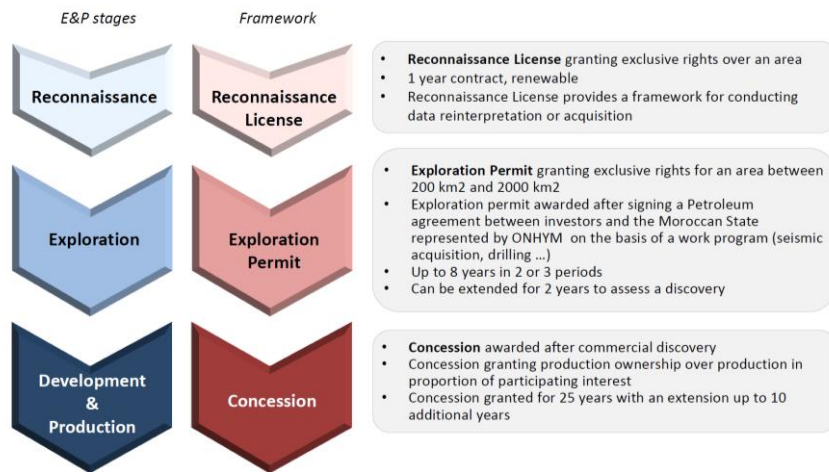 E&P stages
Framework
Reconnaissance
Reconnaissance
License
• Reconnaissance License granting exclusive rights over an area
• 1 year contract, renewable
• Reconnaissance License provides a framework for conducting
data reinterpretation or acquisition
Exploration
Exploration
Permit
• Exploration Permit granting exclusive rights for an area between
200 km2 and 2000 km2
• Exploration permit awarded after signing a Petroleum
agreement between investors and the Moroccan State
represented by ONHYM on the basis of a work program (seismic
acquisition, drilling ...)
• Up to 8 years in 2 or 3 periods
• Can be extended for 2 years to assess a discovery
Development
&
Production
Concession
• Concession awarded after commercial discovery
• Concession granting production ownership over production in
proportion of participating interest
• Concession granted for 25 years with an extension up to 10
additional years